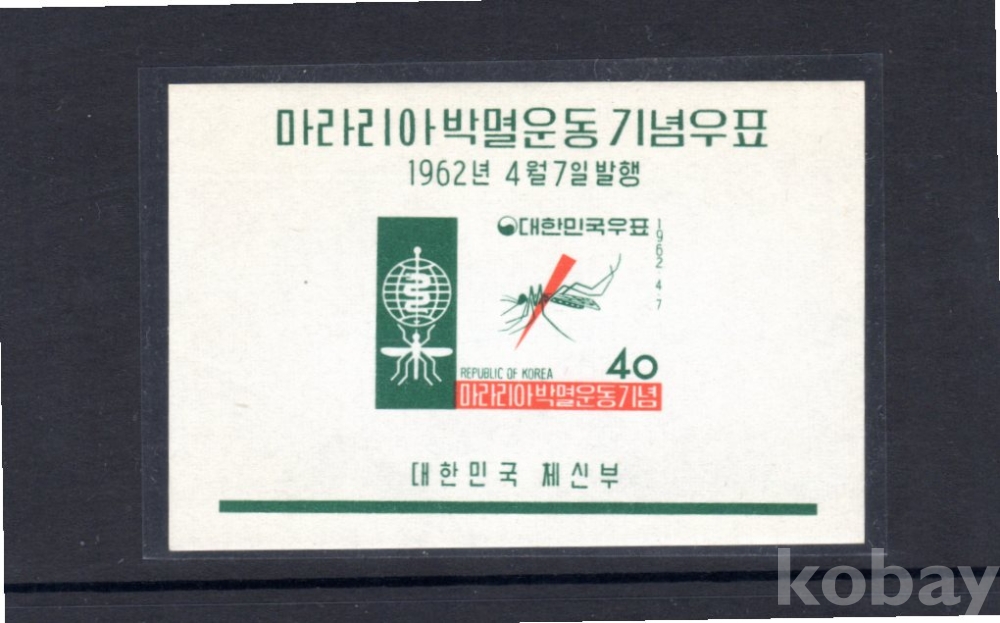 마라리아박멸운동기념우표
1962년 4월7일발행
대한민국우표
1962.4.7
REPUBLIC OF KOREA
40
마라리아박멸운동기념
대한민국 체신부
kobay